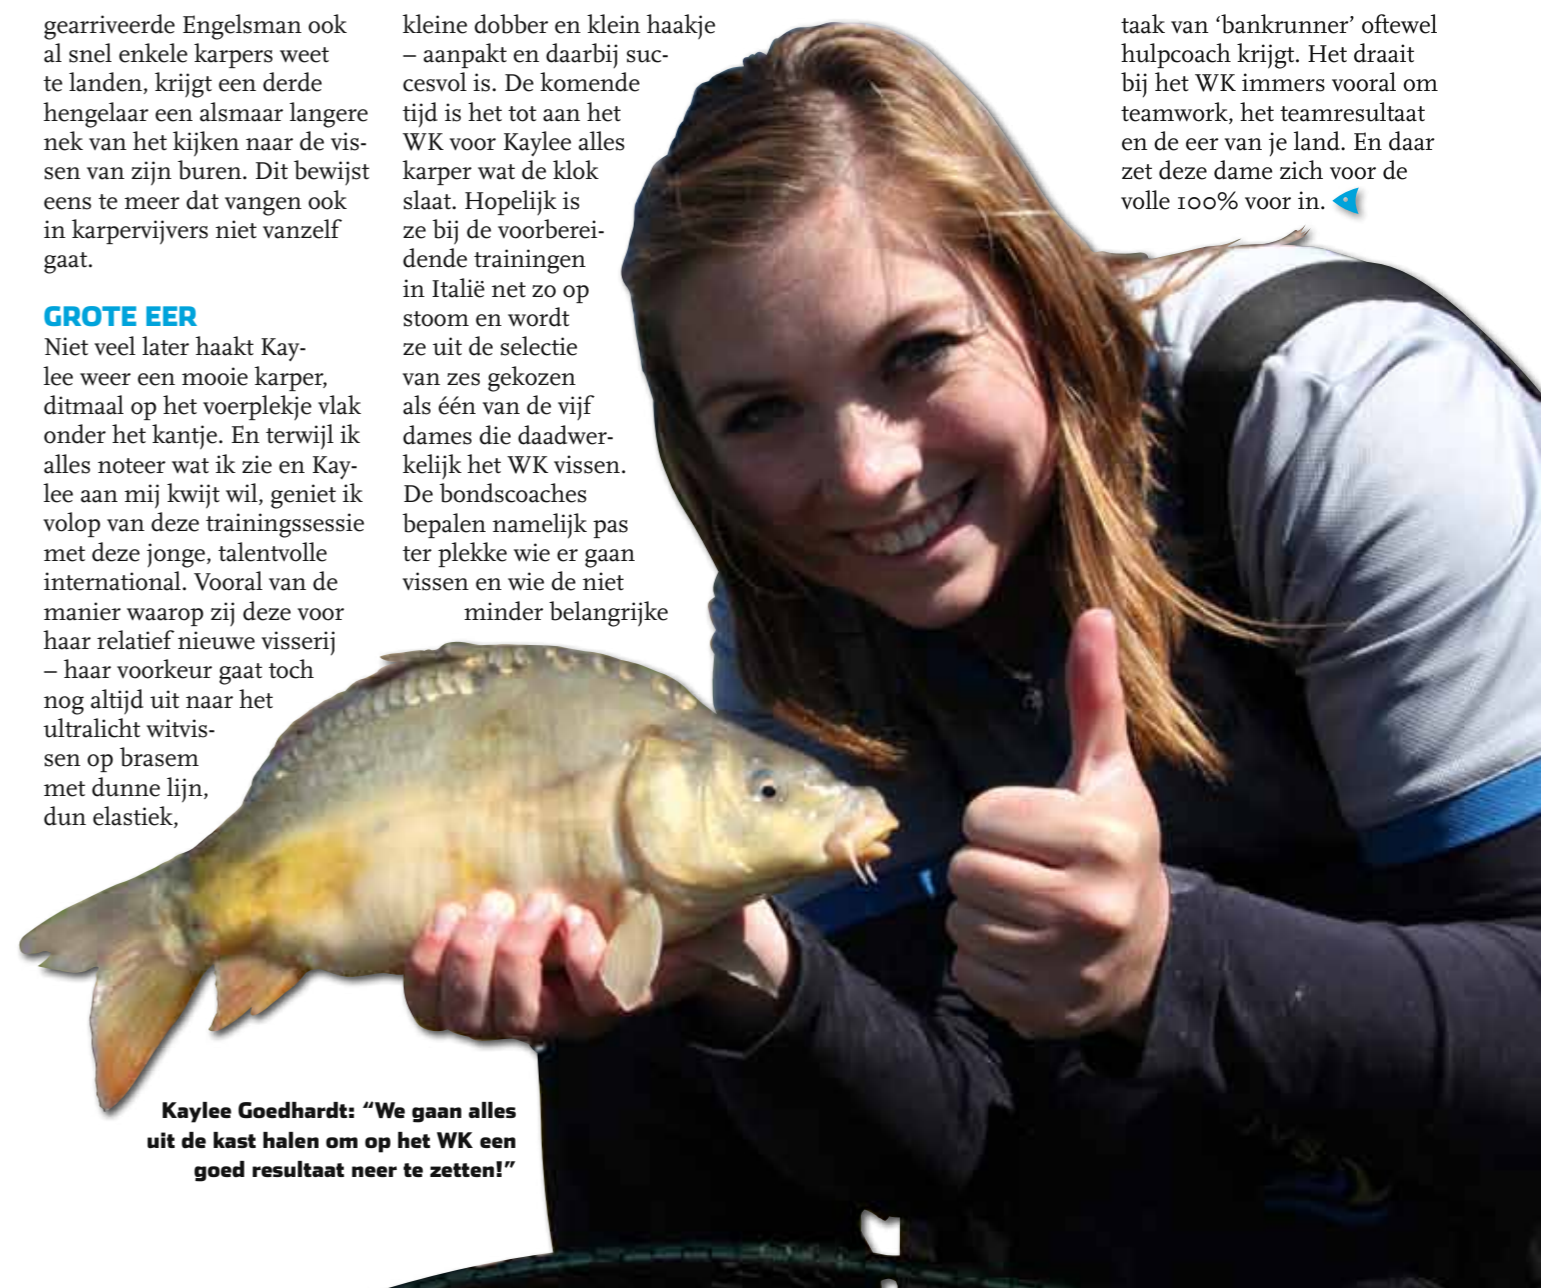 gearriveerde Engelsman ook
al snel enkele karpers weet
te landen, krijgt een derde
hengelaar een alsmaar langere
nek van het kijken naar de vis-
sen van zijn buren. Dit bewijst
eens te meer dat vangen ook
in karpervijvers niet vanzelf
gaat.
GROTE EER
Niet veel later haakt Kay-
lee weer een mooie karper,
ditmaal op het voerplekje vlak
onder het kantje. En terwijl ik
alles noteer wat ik zie en Kay-
lee aan mij kwijt wil, geniet ik
volop van deze trainingssessie
met deze jonge, talentvolle
international. Vooral van de
manier waarop zij deze voor
haar relatief nieuwe visserij
– haar voorkeur gaat toch
nog altijd uit naar het
ultralicht witvis-
sen op brasem
met dunne lijn,
dun elastiek,
kleine dobber en klein haakje
– aanpakt en daarbij suc-
cesvol is. De komende
tijd is het tot aan het
WK voor Kaylee alles
karper wat de klok
slaat. Hopelijk is
ze bij de voorberei-
dende trainingen
in Italië net zo op
stoom en wordt
ze uit de selectie
van zes gekozen
als één van de vijf
dames die daadwer-
kelijk het WK vissen.
De bondscoaches
bepalen namelijk pas
ter plekke wie er gaan
vissen en wie de niet
minder belangrijke
taak van ‘bankrunner’ oftewel
hulpcoach krijgt. Het draait
bij het WK immers vooral om
teamwork, het teamresultaat
en de eer van je land. En daar
zet deze dame zich voor de
volle 100% voor in.
Kaylee Goedhardt: “We gaan alles
uit de kast halen om op het WK een
goed resultaat neer te zetten!”